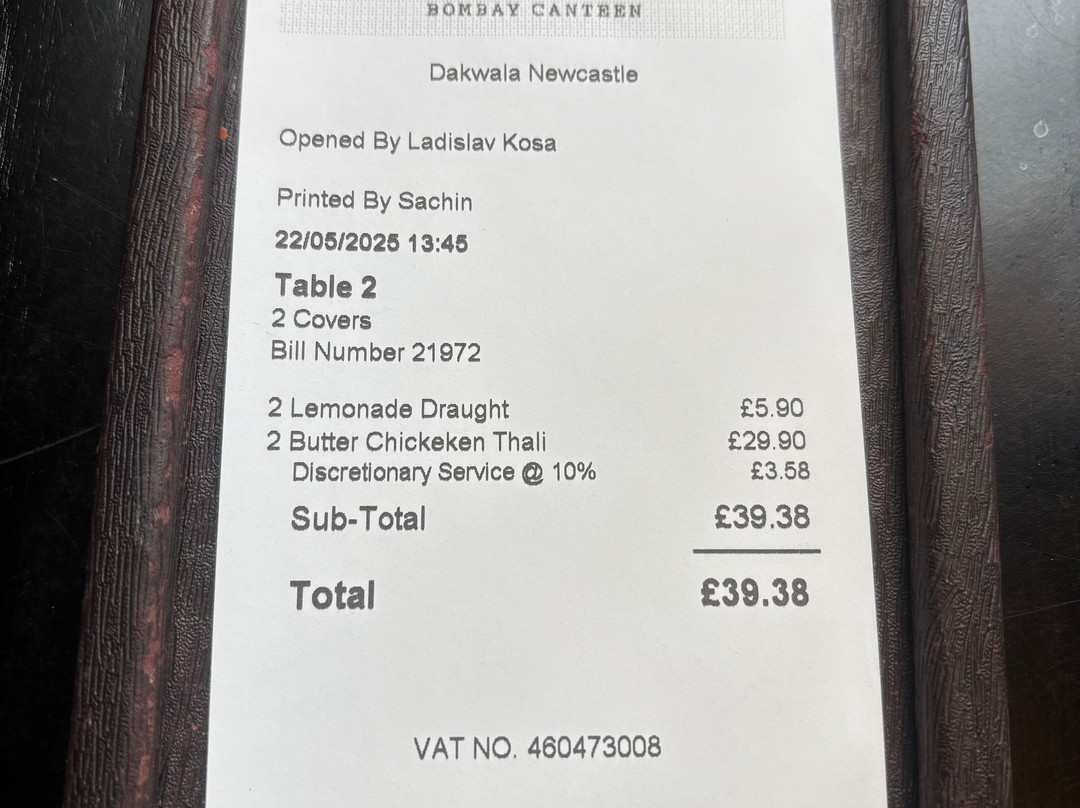 BOMBAY CANTEEN
Dakwala Newcastle
Opened By Ladislav Kosa
Printed By Sachin
22/05/2025 13:45
Table 2
2 Covers
Bill Number 21972
2 Lemonade Draught £5.90
2 Butter Chickeken Thali £29.90
Discretionary Service @ 10% £3.58
Sub-Total £39.38
Total £39.38
VAT NO. 460473008